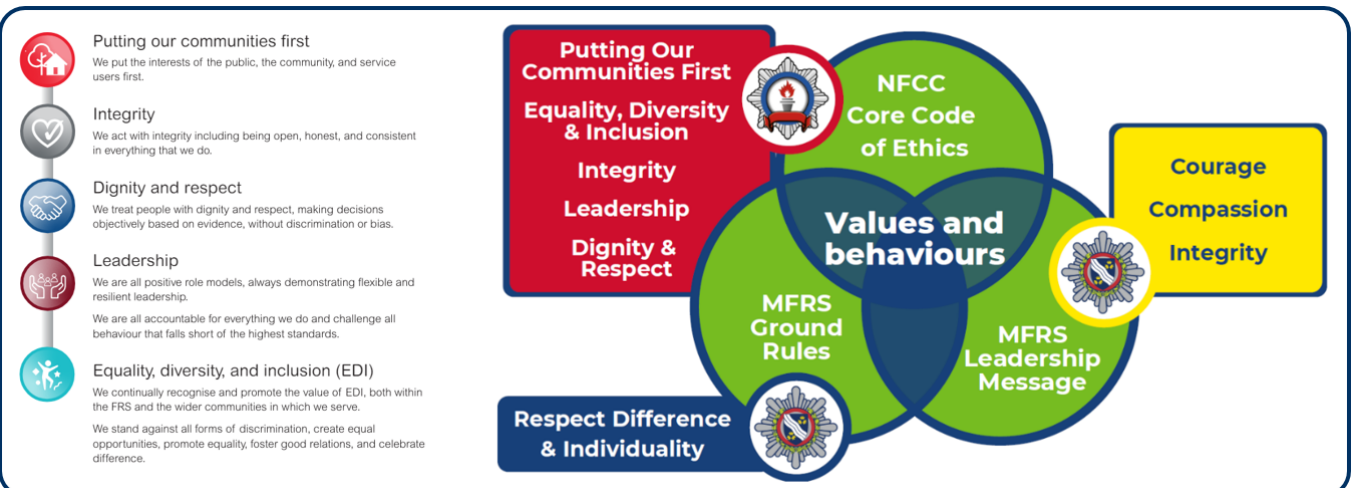 Putting our communities first
We put the interests of the public, the community, and service
users first.
Integrity
We act with integrity including being open, honest, and consistent
in everything that we do.
Dignity and respect
We treat people with dignity and respect, making decisions
objectively based on evidence, without discrimination or bias.
Leadership
We are all positive role models, always demonstrating flexible and
resilient leadership.
We are all accountable for everything we do and challenge all
behaviour that falls short of the highest standards.
Equality, diversity, and inclusion (EDI)
We continually recognise and promote the value of EDI, both within
the FRS and the wider communities in which we serve.
We stand against all forms of discrimination, create equal
opportunities, promote equality, foster good relations, and celebrate
difference.
Putting Our
Communities First
Equality, Diversity
& Inclusion
Integrity
Leadership
Dignity &
Respect
NFCC
Core Code
of Ethics
Values and
behaviours
MFRS
Ground
Rules
MFRS
Leadership
Message
Courage
Compassion
Integrity
Respect Difference
& Individuality